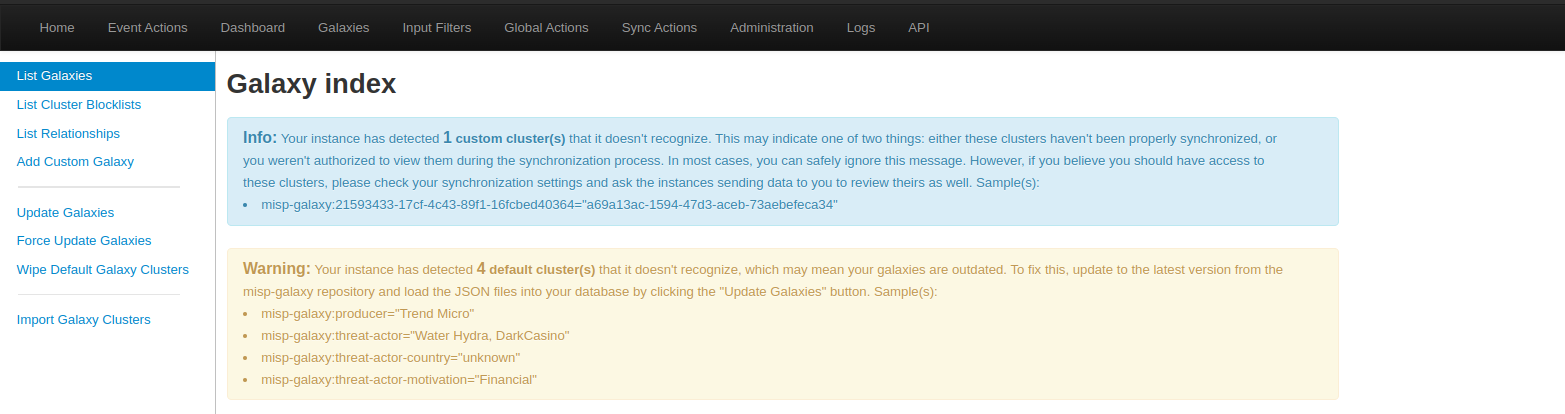 Home Event Actions Dashboard Galaxies Input Filters Global Actions Sync Actions Administration Logs API
List Galaxies
List Cluster Blocklists
List Relationships
Add Custom Galaxy
Update Galaxies
Force Update Galaxies
Wipe Default Galaxy Clusters
Import Galaxy Clusters
Galaxy index
Info: Your instance has detected 1 custom cluster(s) that it doesn't recognize. This may indicate one of two things: either these clusters haven't been properly synchronized, or
you weren't authorized to view them during the synchronization process. In most cases, you can safely ignore this message. However, if you believe you should have access to
these clusters, please check your synchronization settings and ask the instances sending data to you to review theirs as well. Sample(s):
• misp-galaxy:21593433-17cf-4c43-89f1-16fcbed40364="a69a13ac-1594-47d3-aceb-73aebefeca34"
Warning: Your instance has detected 4 default cluster(s) that it doesn't recognize, which may mean your galaxies are outdated. To fix this, update to the latest version from the
misp-galaxy repository and load the JSON files into your database by clicking the "Update Galaxies" button. Sample(s):
• misp-galaxy:producer="Trend Micro"
• misp-galaxy:threat-actor="Water Hydra, DarkCasino"
• misp-galaxy:threat-actor-country="unknown"
• misp-galaxy:threat-actor-motivation="Financial"